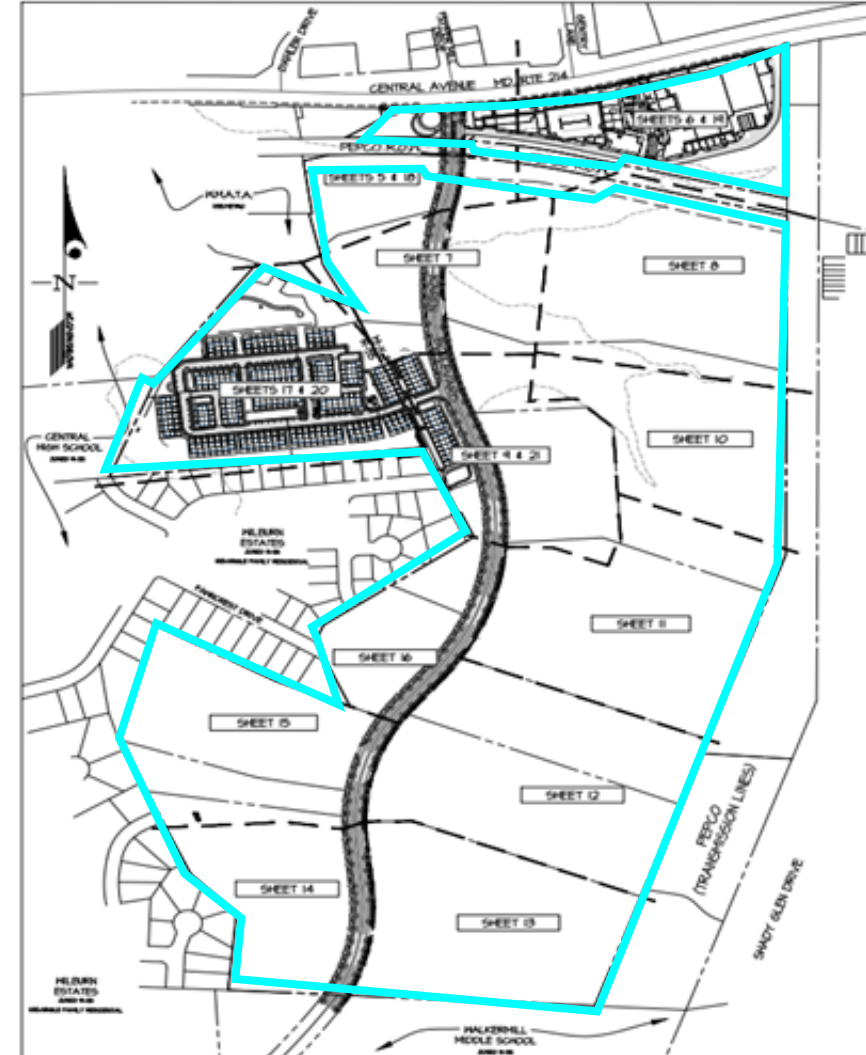 CENTRAL AVENUE MD. RTE 214
SHEETS 6 & 19
PEPCO R.O.W.
SHEETS 5 & 18
W.M.A.T.A.
SHEET 7
SHEET 8
N
SHEETS 17 & 20
CENTRAL
HIGH SCHOOL
SHEET 10
SHEET 9 & 21
MILBURN
ESTATES
SHEET 11
SHEET 16
SHEET 15
SHEET 12
PEPCO
(TRANSMISSION LINES)
SHEET 14
SHADY GLEN DRIVE
SHEET 13
MILBURN
ESTATES
WALKERMILL
MIDDLE SCHOOL